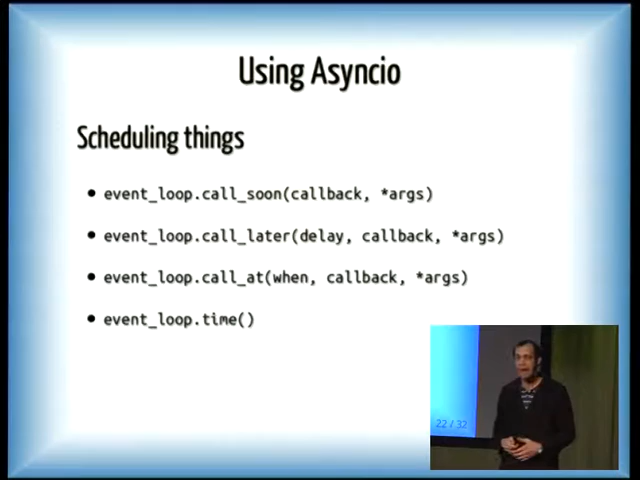 Using Asyncio
Scheduling things
• event_loop.call_soon(callback, *args)
• event_loop.call_later(delay, callback, *args)
• event_loop.call_at(when, callback, *args)
• event_loop.time()
22 / 32